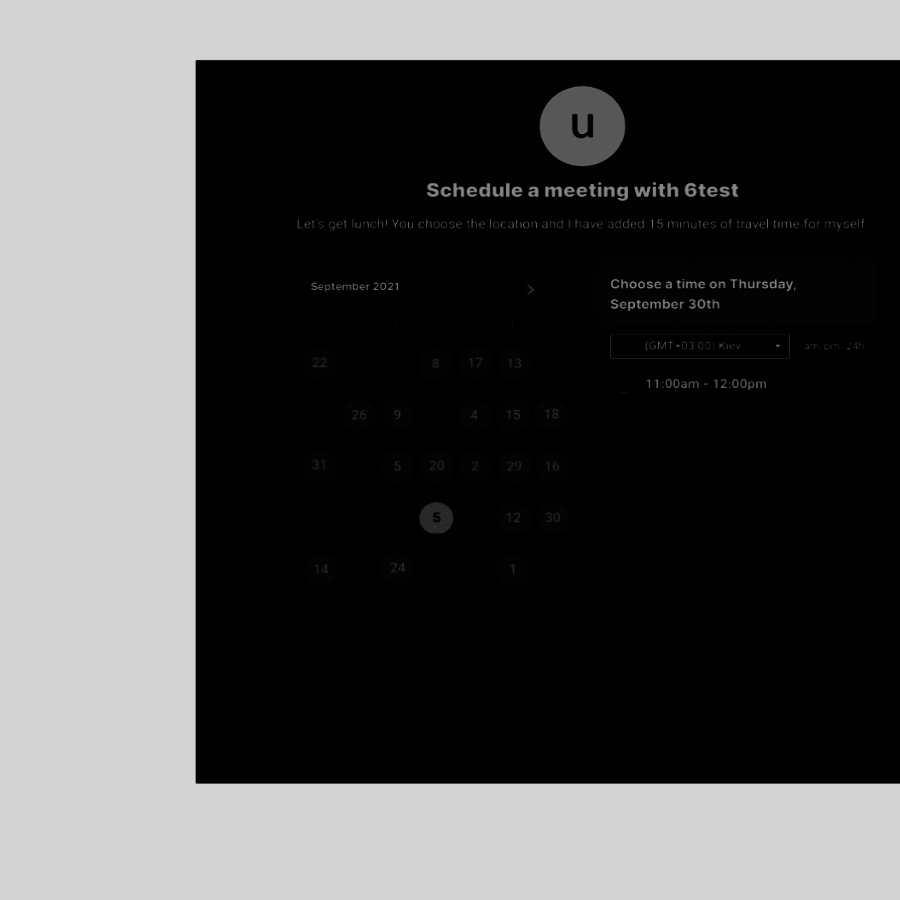 u
Schedule a meeting with 6test
Let's get lunch! You choose the location and I have added 15 minutes of travel time for myself
September 2021
Choose a time on Thursday,
September 30th
(GMT+03:00) Kiev
am/pm 24h
11:00am - 12:00pm
22 8 17 13
26 9 4 15 18
31 5 20 2 29 16
5 12 30
14 24 1